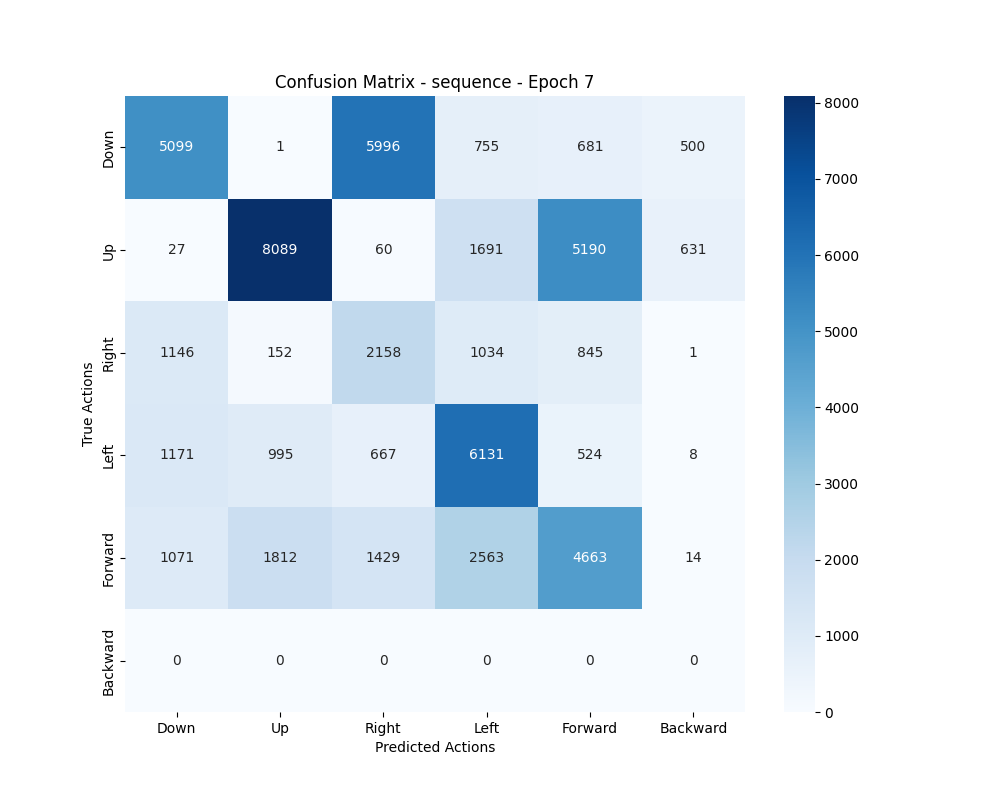 Confusion Matrix - sequence - Epoch 7
Down 5099 1 5996 755 681 500
Up 27 8089 60 1691 5190 631
Right 1146 152 2158 1034 845 1
Left 1171 995 667 6131 524 8
Forward 1071 1812 1429 2563 4663 14
Backward 0 0 0 0 0 0
Down Up Right Left Forward Backward
Predicted Actions
True Actions
8000
7000
6000
5000
4000
3000
2000
1000
0